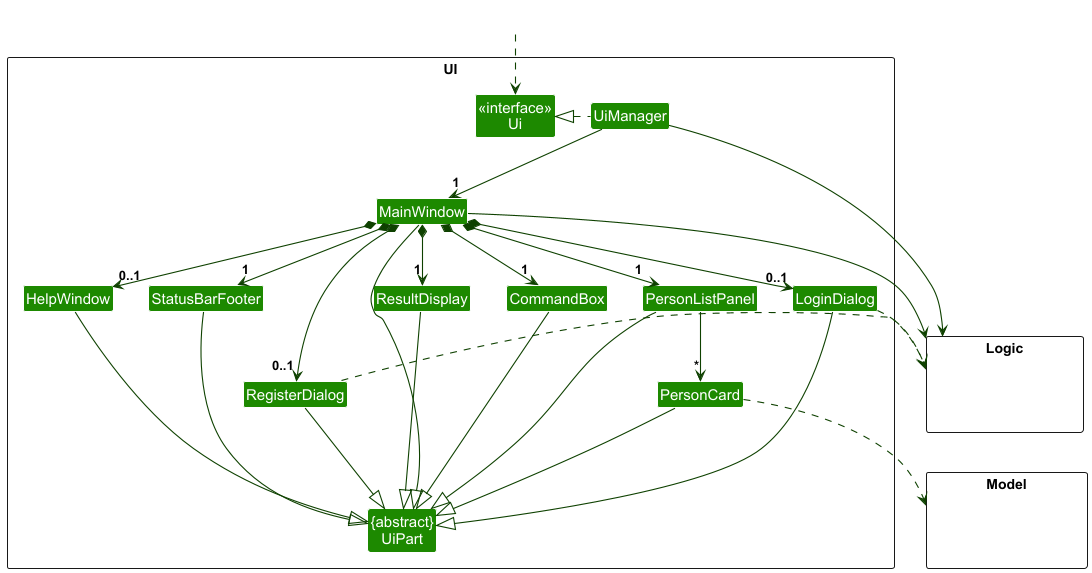 UI
«interface»
Ui
UiManager
1
MainWindow
0..1
1
1
1
1
0..1
HelpWindow
StatusBarFooter
ResultDisplay
CommandBox
PersonListPanel
LoginDialog
Logic
0..1
*
RegisterDialog
PersonCard
Model
{abstract}
UiPart